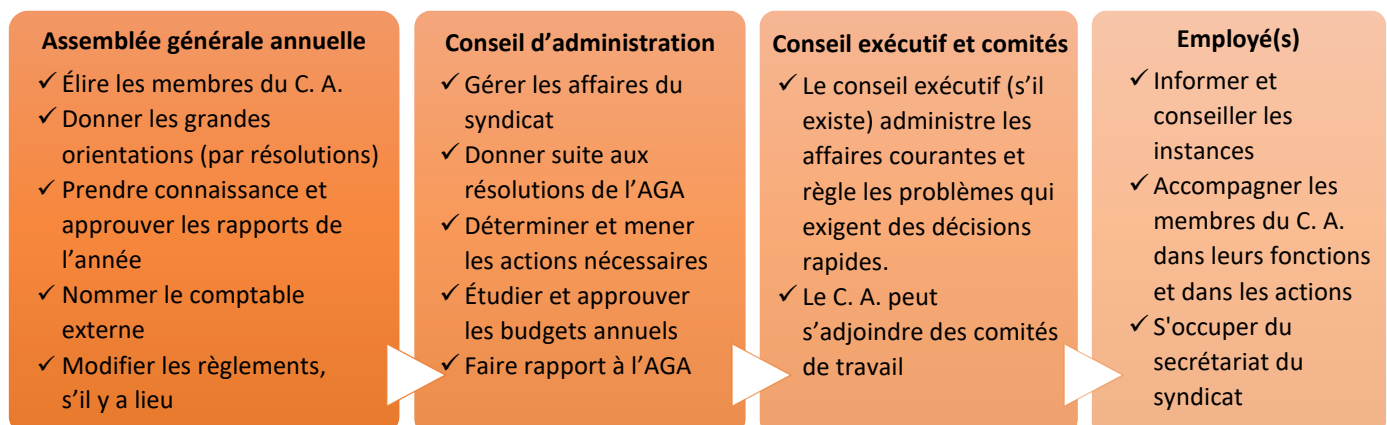 Assemblée générale annuelle
✓ Élire les membres du C. A.
✓ Donner les grandes
orientations (par résolutions)
✓ Prendre connaissance et
approuver les rapports de
l’année
✓ Nommer le comptable
externe
✓ Modifier les règlements,
s’il y a lieu
Conseil d’administration
✓ Gérer les affaires du
syndicat
✓ Donner suite aux
résolutions de l’AGA
✓ Déterminer et mener
les actions nécessaires
✓ Étudier et approuver
les budgets annuels
✓ Faire rapport à l’AGA
Conseil exécutif et comités
✓ Le conseil exécutif (s’il
existe) administre les
affaires courantes et
règle les problèmes qui
exigent des décisions
rapides.
✓ Le C. A. peut
s’adjoindre des comités
de travail
Employé(s)
✓ Informer et
conseiller les
instances
✓ Accompagner les
membres du C. A.
dans leurs fonctions
et dans les actions
✓ S'occuper du
secrétariat du
syndicat